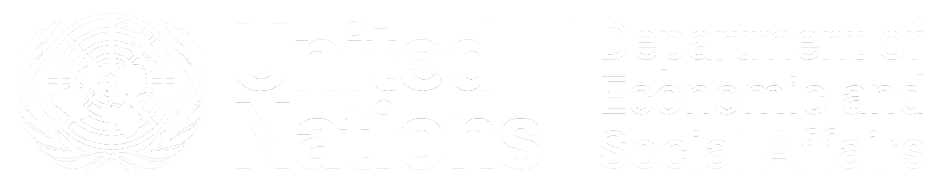 United
Nations
Department of
Economic and
Social Affairs